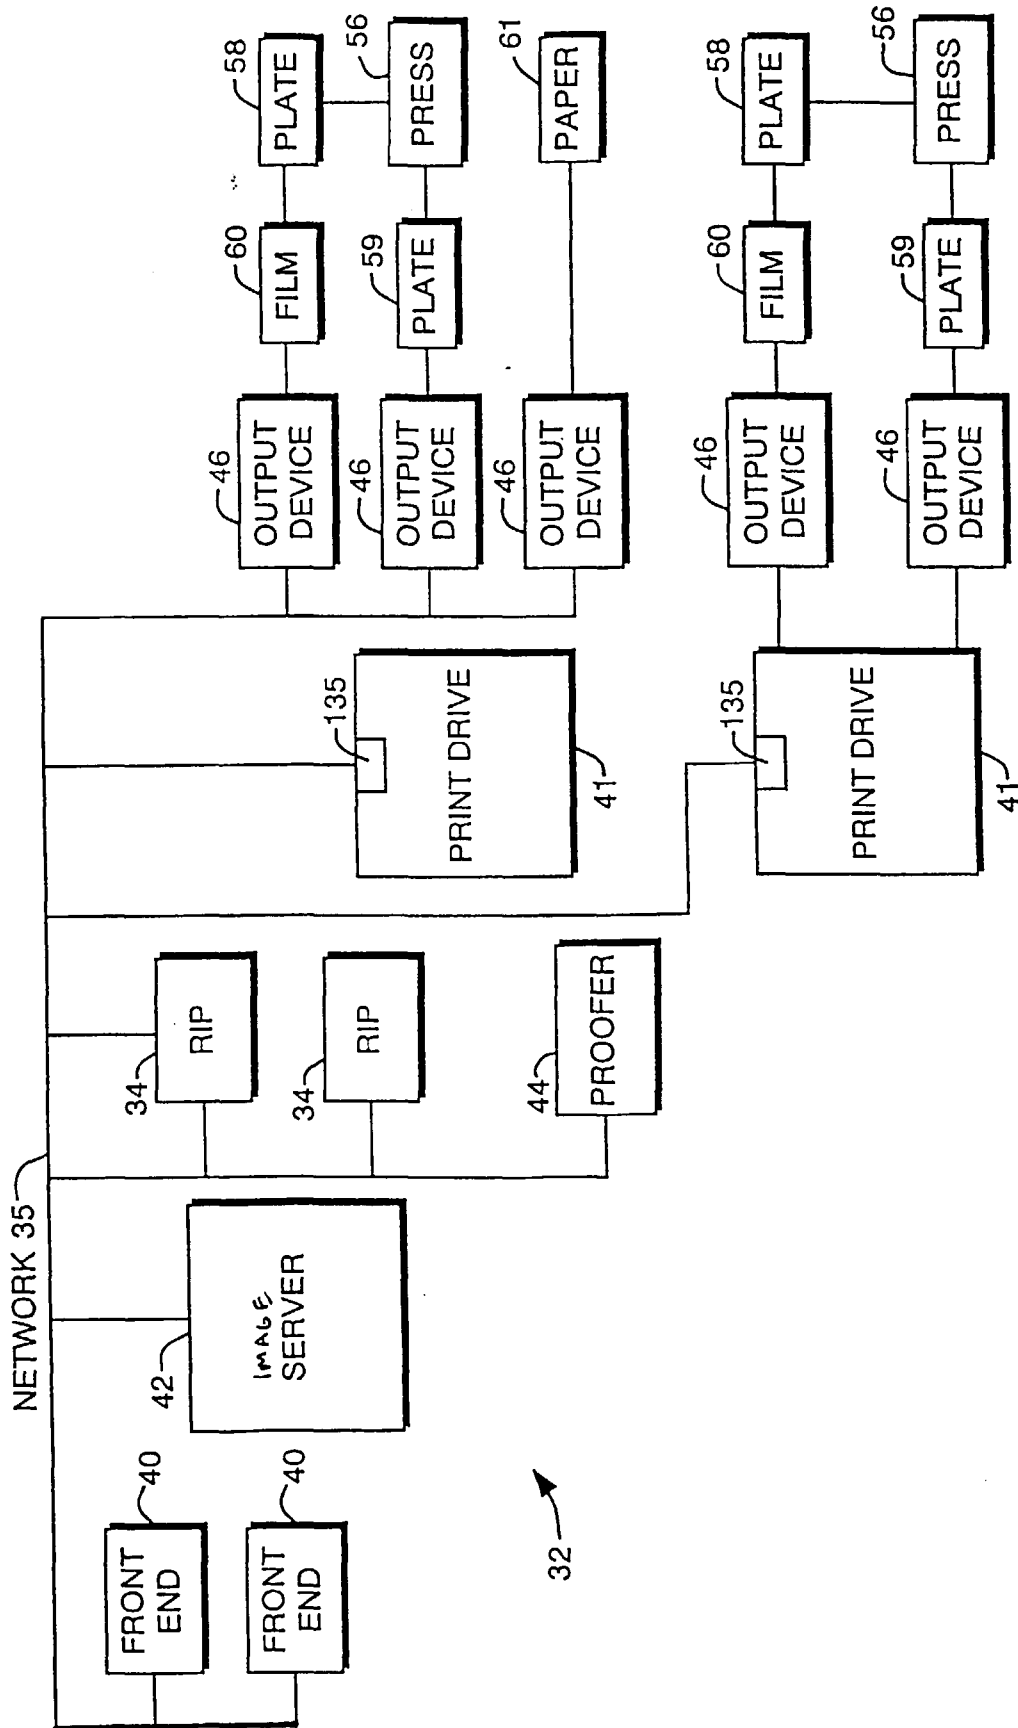 NETWORK 35
FRONT
END
40
FRONT
END
40
32
42
IMAGE
SERVER
34
RIP
34
RIP
44
PROOFER
135
PRINT DRIVE
41
135
PRINT DRIVE
41
46
OUTPUT
DEVICE
60
FILM
58
PLATE
46
OUTPUT
DEVICE
59
PLATE
56
PRESS
46
OUTPUT
DEVICE
61
PAPER
46
OUTPUT
DEVICE
60
FILM
58
PLATE
46
OUTPUT
DEVICE
59
PLATE
56
PRESS